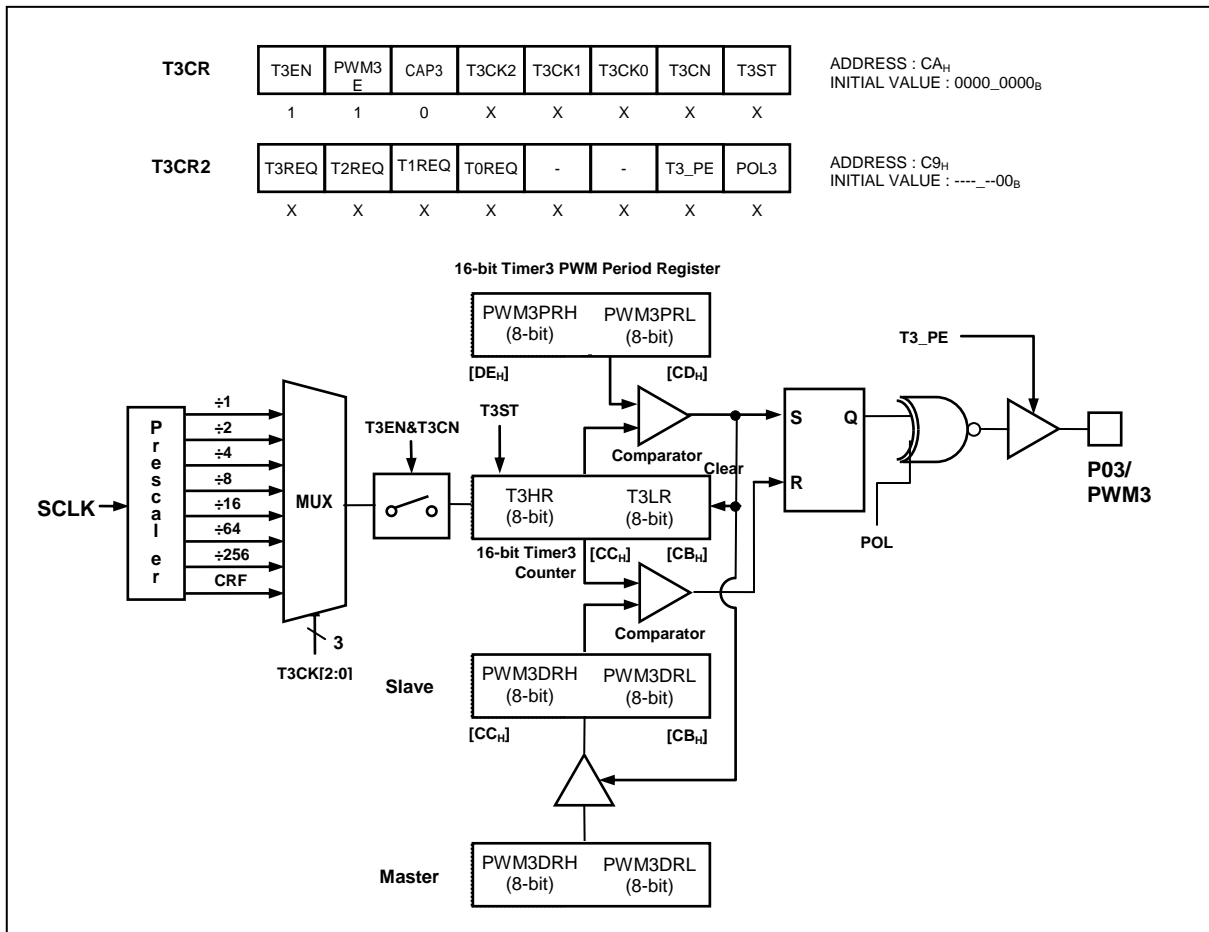 T3CR T3EN PWM3E CAP3 T3CK2 T3CK1 T3CK0 T3CN T3ST ADDRESS : CAH
INITIAL VALUE : 0000_0000B
1 1 0 X X X X X
T3CR2 T3REQ T2REQ T1REQ T0REQ - - T3_PE POL3 ADDRESS : C9H
INITIAL VALUE : ----_--00B
X X X X X X X X
16-bit Timer3 PWM Period Register
PWM3PRH PWM3PRL
(8-bit) (8-bit)
[DEH] [CDH]
T3_PE
SCLK
Prescaler
÷1
÷2
÷4
÷8
÷16
÷64
÷256
CRF
MUX
3
T3CK[2:0]
T3EN&T3CN
T3ST
Comparator
Clear
T3HR T3LR
(8-bit) (8-bit)
16-bit Timer3
Counter
[CCH] [CBH]
Comparator
S Q
R
POL
P03/
PWM3
Slave
PWM3DRH PWM3DRL
(8-bit) (8-bit)
[CCH] [CBH]
Master
PWM3DRH PWM3DRL
(8-bit) (8-bit)